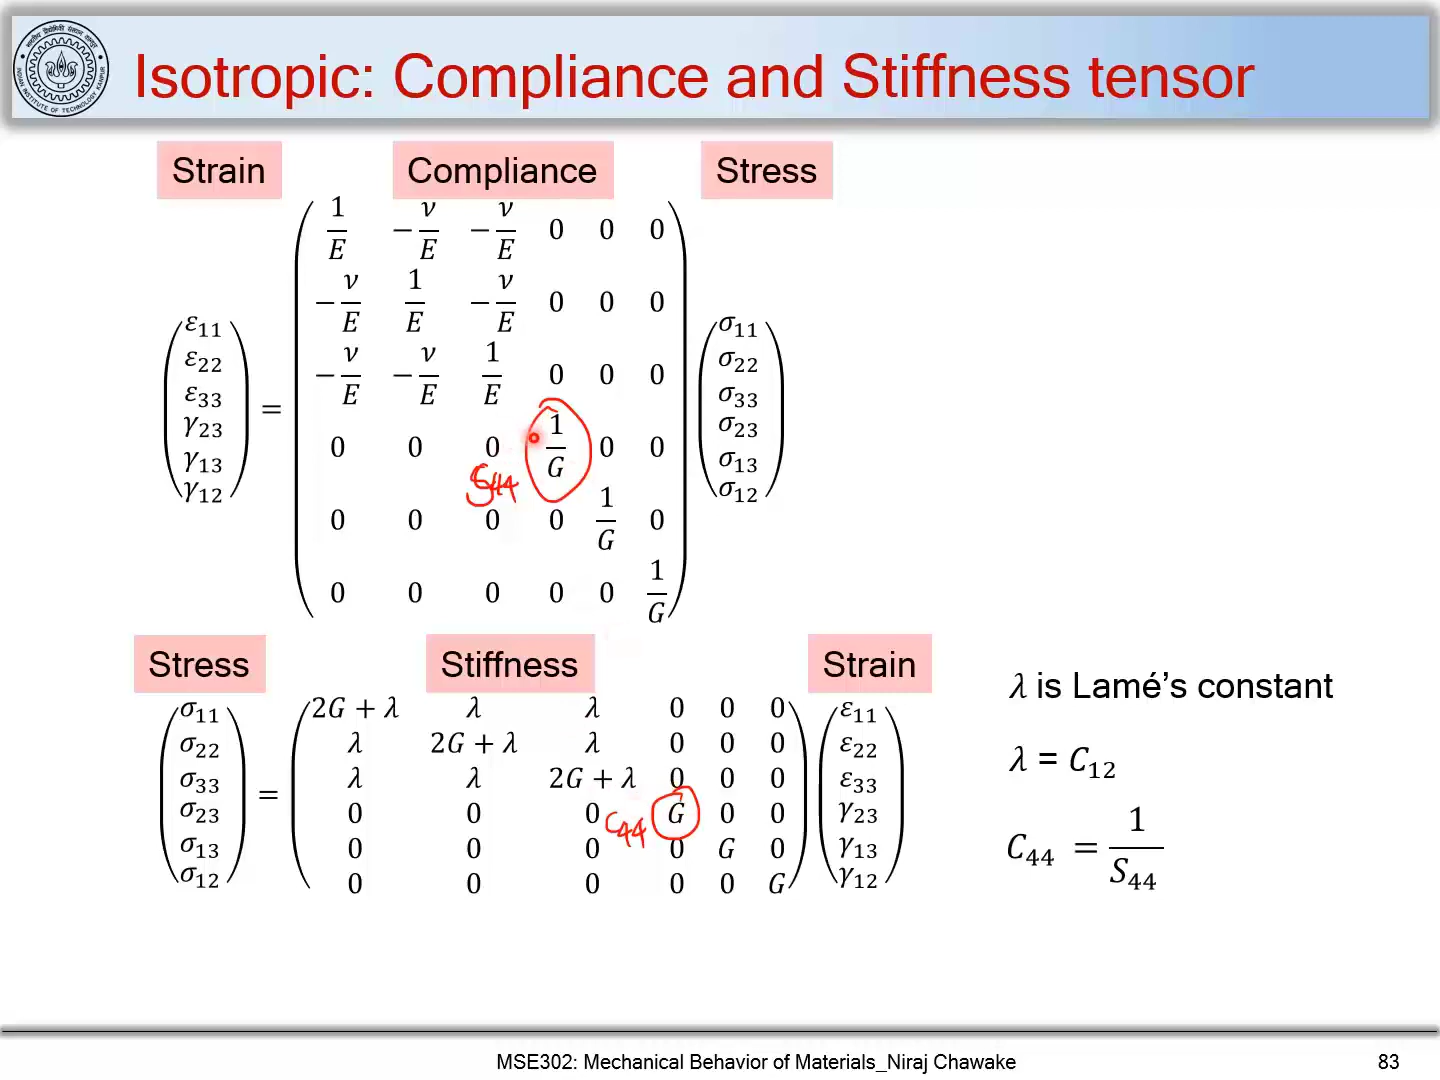 Isotropic: Compliance and Stiffness tensor
Strain Compliance Stress
1/E −ν/E −ν/E 0 0 0
−ν/E 1/E −ν/E 0 0 0
−ν/E −ν/E 1/E 0 0 0
0 0 0 1/G 0 0
0 0 0 0 1/G 0
0 0 0 0 0 1/G
ε11
ε22
ε33
γ23
γ13
γ12
=
σ11
σ22
σ33
σ23
σ13
σ12
S44
Stress Stiffness Strain
σ11
σ22
σ33
σ23
σ13
σ12
=
2G + λ λ λ 0 0 0
λ 2G + λ λ 0 0 0
λ λ 2G + λ 0 0 0
0 0 0 G 0 0
0 0 0 0 G 0
0 0 0 0 0 G
C44
ε11
ε22
ε33
γ23
γ13
γ12
λ is Lamé’s constant
λ = C12
C44 = 1/S44
MSE302: Mechanical Behavior of Materials_Niraj Chawake
83